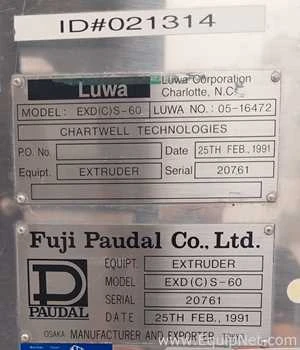 ID#021314
Luwa
Luwa Corporation
Charlotte, N.C.
MODEL: EXD(C)S-60 LUWA NO.: 05-16472
CHARTWELL TECHNOLOGIES
P.O. No. Date 25TH FEB., 1991
Equipt. EXTRUDER Serial 20761
Fuji Paudal Co., Ltd.
PAUDAL
EQUIPT. EXTRUDER
MODEL EXD(C)S-60
SERIAL 20761
DATE 25TH FEB., 1991
OSAKA MANUFACTURER AND EXPORTER TOKYO